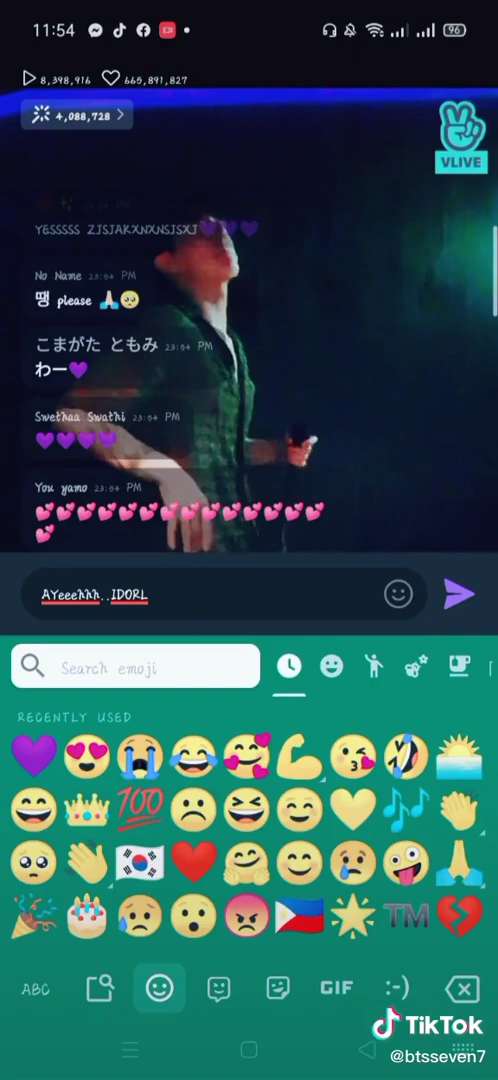 11:54
96
8,398,916 665,891,827
4,088,728
VLIVE
YESSSSS ZJSJAKXNXNSJSXJ💜💜💜
No Name 23:54 PM
땡 please 🙏🏻🥺
こまがた ともみ 23:54 PM
わー💜
Swethaa Swathi 23:54 PM
💜💜💜💜
You yamo 23:54 PM
💕💕💕💕💕💕💕💕💕💕💕💕💕💕
💕
AYeeehhh..IDORL
Search emoji
RECENTLY USED
100
TM
ABC
GIF
:-)
TikTok
@btsseven7